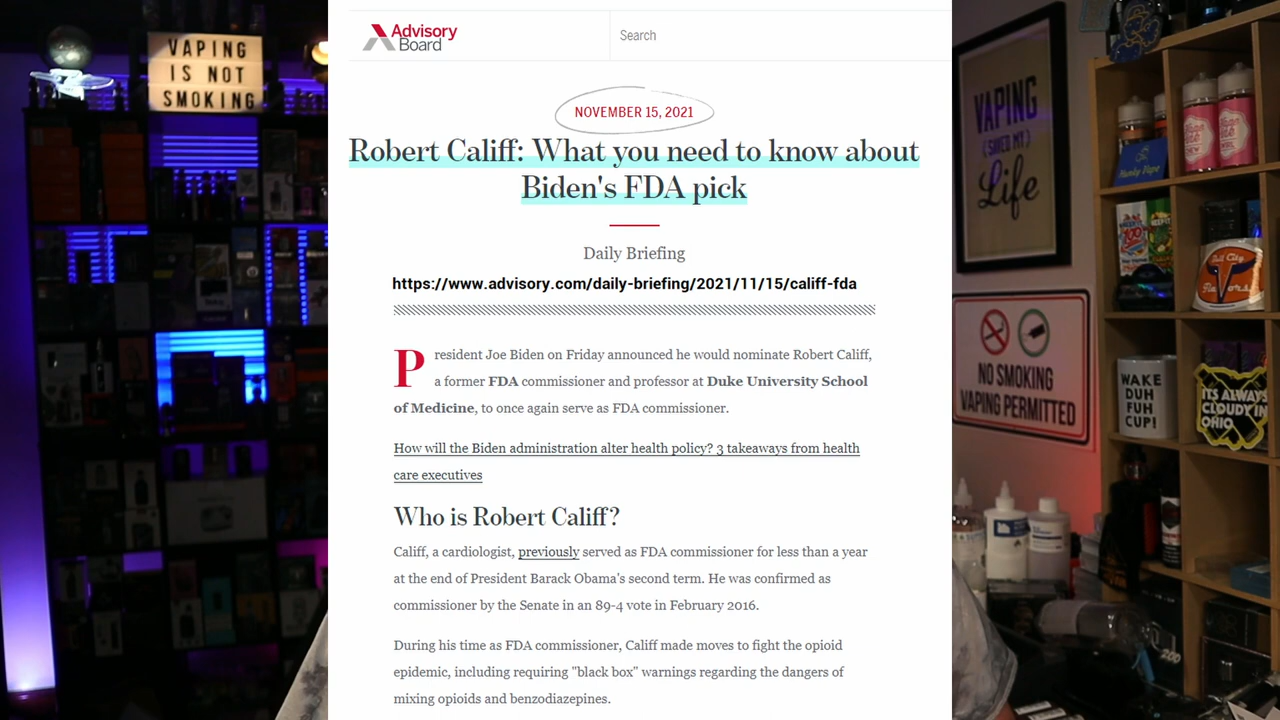 VAPING
IS NOT
SMOKING
Advisory
Board
Search
NOVEMBER 15, 2021
Robert Califf: What you need to know about
Biden's FDA pick
Daily Briefing
https://www.advisory.com/daily-briefing/2021/11/15/califf-fda
President Joe Biden on Friday announced he would nominate Robert Califf,
a former FDA commissioner and professor at Duke University School
of Medicine, to once again serve as FDA commissioner.
How will the Biden administration alter health policy? 3 takeaways from health
care executives
Who is Robert Califf?
Califf, a cardiologist, previously served as FDA commissioner for less than a year
at the end of President Barack Obama's second term. He was confirmed as
commissioner by the Senate in an 89-4 vote in February 2016.
During his time as FDA commissioner, Califf made moves to fight the opioid
epidemic, including requiring "black box" warnings regarding the dangers of
mixing opioids and benzodiazepines.
VAPING
(SAVED MY)
Life
NO SMOKING
VAPING PERMITTED
WAKE
DUH
FUH
CUP!
ITS ALWAYS
CLOUDY IN
OHIO